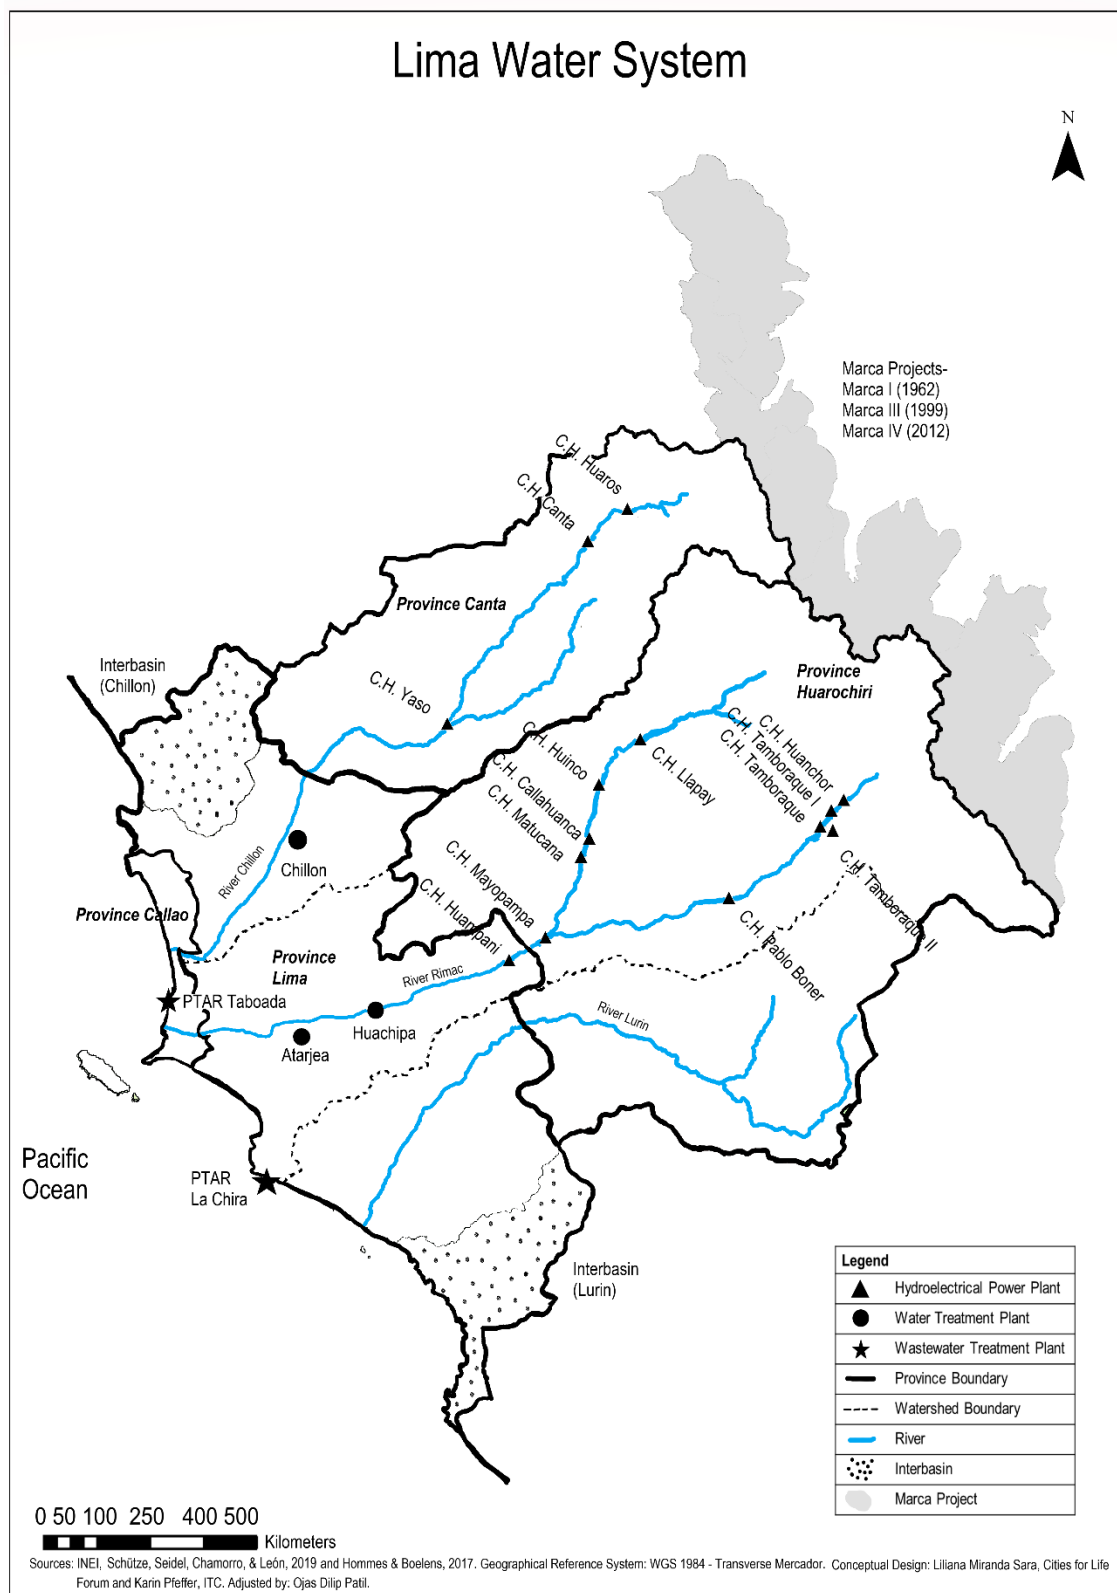 Lima Water System
N
Marca Projects-
Marca I (1962)
Marca III (1999)
Marca IV (2012)
C.H. Huaros
C.H. Canta
Province Canta
Interbasin
(Chillon)
C.H. Yaso
Province
Huarochiri
C.H. Huanchor
C.H. Tamboraque I
C.H. Tamboraque
C.H. Huinco
C.H. Llapay
C.H. Callahuanca
C.H. Matucana
C.H. Mayopampa
C.H. Huampani
C.H. Tamboraque II
C.H. Pablo Boner
River Chillon
Chillon
Province Callao
Province
Lima
River Rimac
PTAR Taboada
Huachipa
Atarjea
River Lurin
Pacific
Ocean
PTAR
La Chira
Interbasin
(Lurin)
Legend
Hydroelectrical Power Plant
Water Treatment Plant
Wastewater Treatment Plant
Province Boundary
Watershed Boundary
River
Interbasin
Marca Project
0 50 100 250 400 500
Kilometers
Sources: INEI, Schütze, Seidel, Chamorro, & León, 2019 and Hommes & Boelens, 2017. Geographical Reference System: WGS 1984 - Transverse Mercador. Conceptual Design: Liliana Miranda Sara, Cities for Life
Forum and Karin Pfeffer, ITC. Adjusted by: Ojas Dilip Patil.